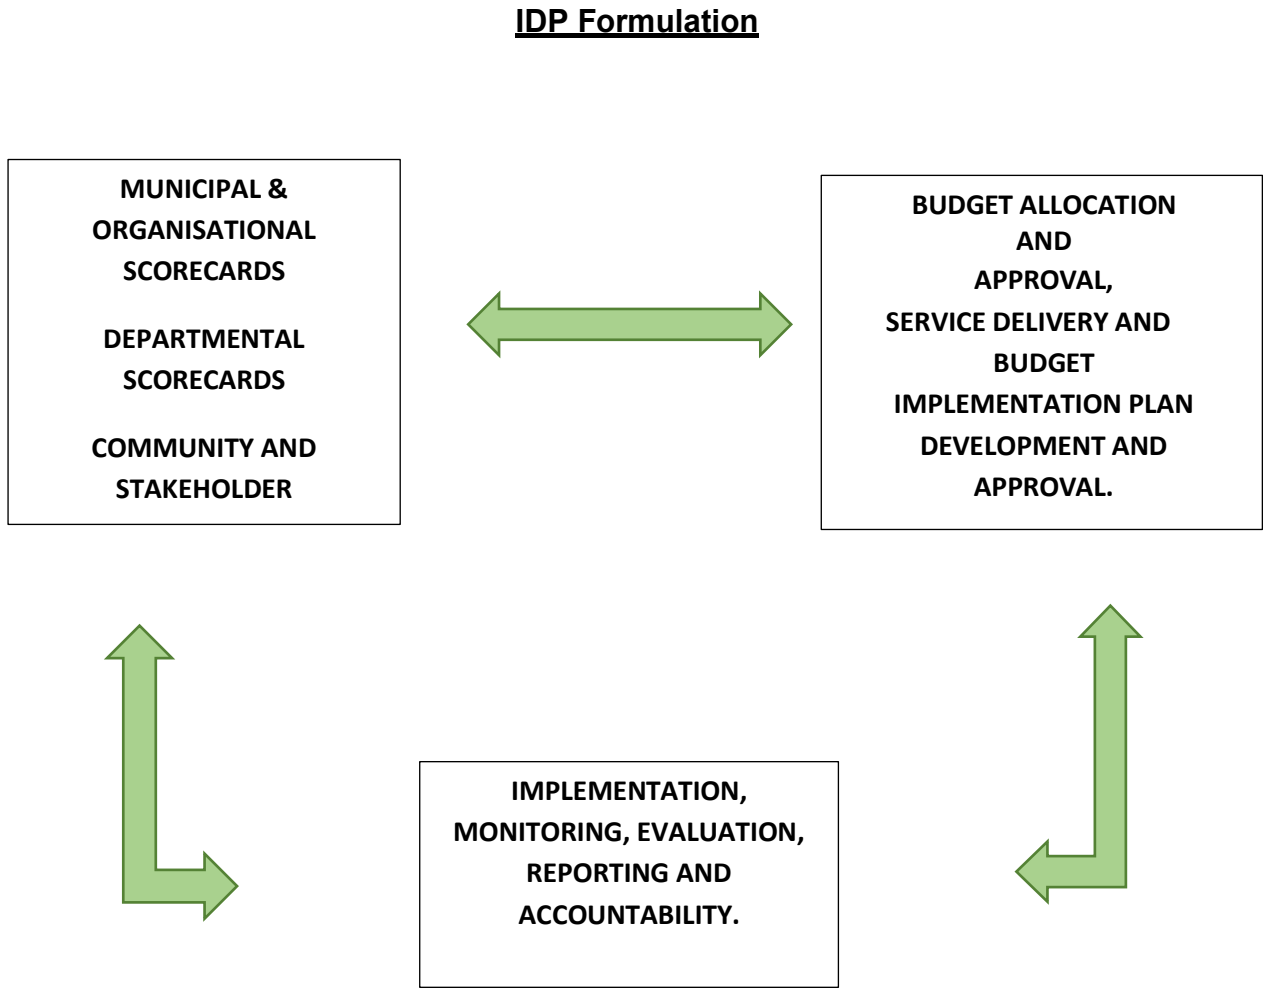 IDP Formulation
MUNICIPAL &
ORGANISATIONAL
SCORECARDS
DEPARTMENTAL
SCORECARDS
COMMUNITY AND
STAKEHOLDER
BUDGET ALLOCATION
AND
APPROVAL,
SERVICE DELIVERY AND
BUDGET
IMPLEMENTATION PLAN
DEVELOPMENT AND
APPROVAL.
IMPLEMENTATION,
MONITORING, EVALUATION,
REPORTING AND
ACCOUNTABILITY.